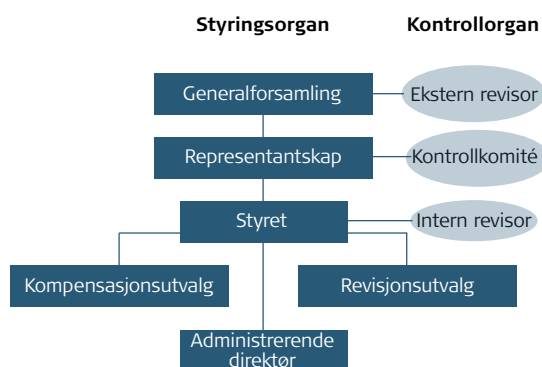 Styringsorgan Kontrollorgan
Generalforsamling Ekstern revisor
Representantskap Kontrollkomité
Styret Intern revisor
Kompensasjonsutvalg Revisjonsutvalg
Administrerende
direktør